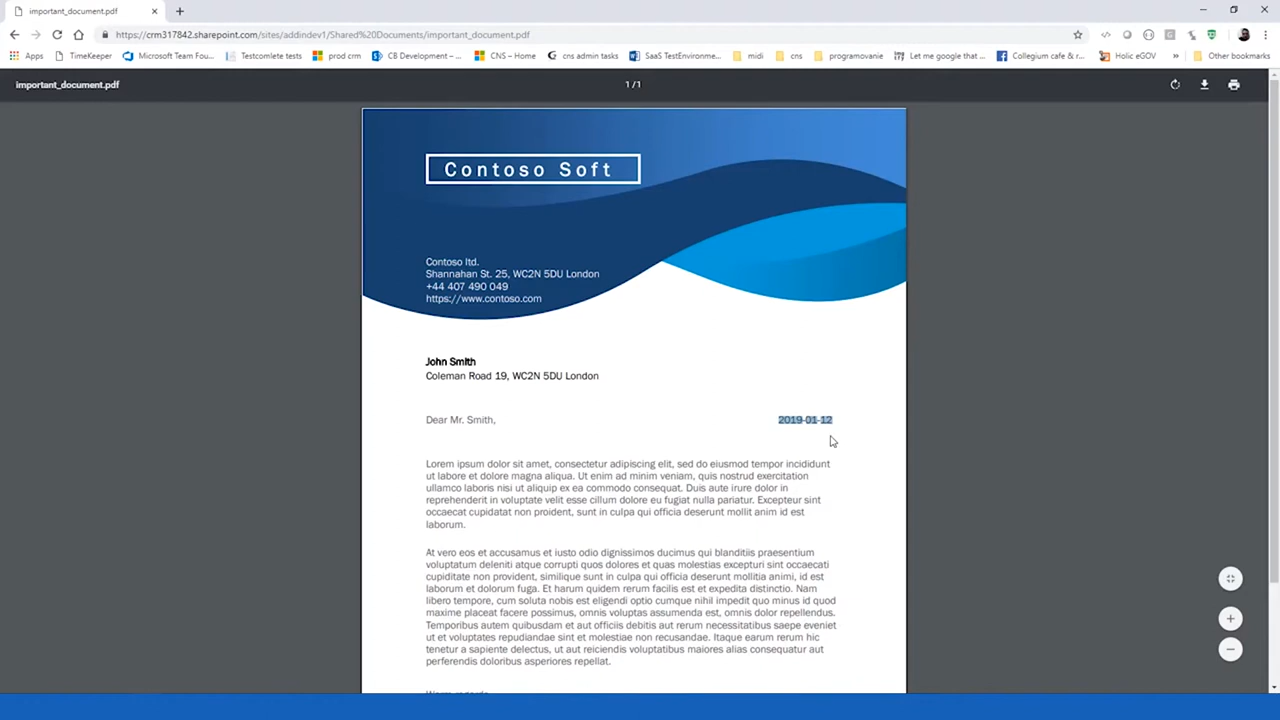 important_document.pdf
https://crm317842.sharepoint.com/sites/addindev1/Shared%20Documents/important_document.pdf
Apps TimeKeeper Microsoft Team Fou... Testcomlete tests prod crm CB Development – ... CNS – Home cns admin tasks SaaS TestEnvironme... midi cns programovanie Let me google that ... Collegium cafe & r... Holic eGOV » Other bookmarks
important_document.pdf 1 / 1
Contoso Soft
Contoso ltd.
Shannahan St. 25, WC2N 5DU London
+44 407 490 049
https://www.contoso.com
John Smith
Coleman Road 19, WC2N 5DU London
Dear Mr. Smith, 2019-01-12
Lorem ipsum dolor sit amet, consectetur adipiscing elit, sed do eiusmod tempor incididunt
ut labore et dolore magna aliqua. Ut enim ad minim veniam, quis nostrud exercitation
ullamco laboris nisi ut aliquip ex ea commodo consequat. Duis aute irure dolor in
reprehenderit in voluptate velit esse cillum dolore eu fugiat nulla pariatur. Excepteur sint
occaecat cupidatat non proident, sunt in culpa qui officia deserunt mollit anim id est
laborum.
At vero eos et accusamus et iusto odio dignissimos ducimus qui blanditiis praesentium
voluptatum deleniti atque corrupti quos dolores et quas molestias excepturi sint occaecati
cupiditate non provident, similique sunt in culpa qui officia deserunt mollitia animi, id est
laborum et dolorum fuga. Et harum quidem rerum facilis est et expedita distinctio. Nam
libero tempore, cum soluta nobis est eligendi optio cumque nihil impedit quo minus id quod
maxime placeat facere possimus, omnis voluptas assumenda est, omnis dolor repellendus.
Temporibus autem quibusdam et aut officiis debitis aut rerum necessitatibus saepe eveniet
ut et voluptates repudiandae sint et molestiae non recusandae. Itaque earum rerum hic
tenetur a sapiente delectus, ut aut reiciendis voluptatibus maiores alias consequatur aut
perferendis doloribus asperiores repellat.